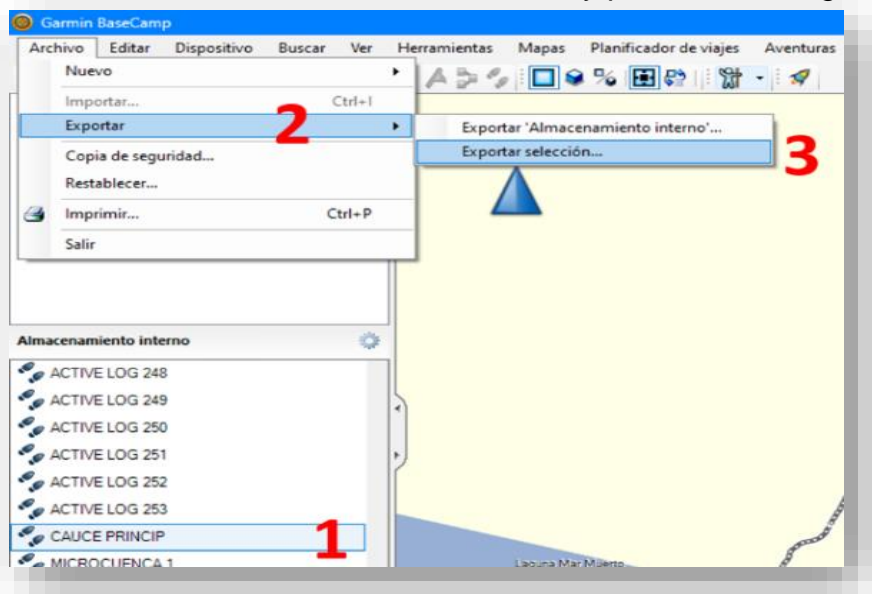 Garmin BaseCamp
Archivo Editar Dispositivo Buscar Ver Herramientas Mapas Planificador de viajes Aventuras
Nuevo
Importar... Ctrl+I
Exportar
2
Exportar 'Almacenamiento interno'...
Exportar selección...
3
Copia de seguridad...
Restablecer...
Imprimir... Ctrl+P
Salir
Almacenamiento interno
ACTIVE LOG 248
ACTIVE LOG 249
ACTIVE LOG 250
ACTIVE LOG 251
ACTIVE LOG 252
ACTIVE LOG 253
CAUCE PRINCIP
1
MICROCUENCA 1
Laguna Mar Muerto